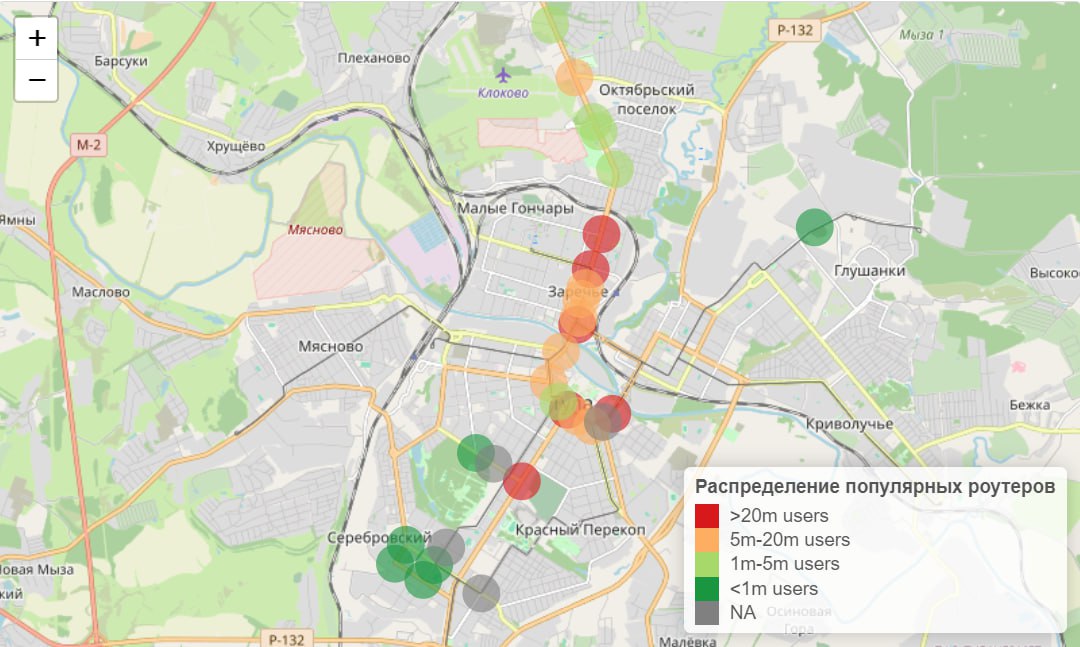 +
−
Барсуки
Плеханово
Р-132
Мыза 1
Клоково
Октябрьский
поселок
М-2
Хрущёво
Малые Гончары
Ямны
Мясново
Глушанки
Высоко
Маслово
Заречье
Мясново
Бежка
Криволучье
Серебровский
Красный Перекоп
овая Мыза
кий
Р-132
Малёвка
Распределение популярных роутеров
>20m users
5m-20m users
1m-5m users
<1m users
NA
Осиновая
Гора